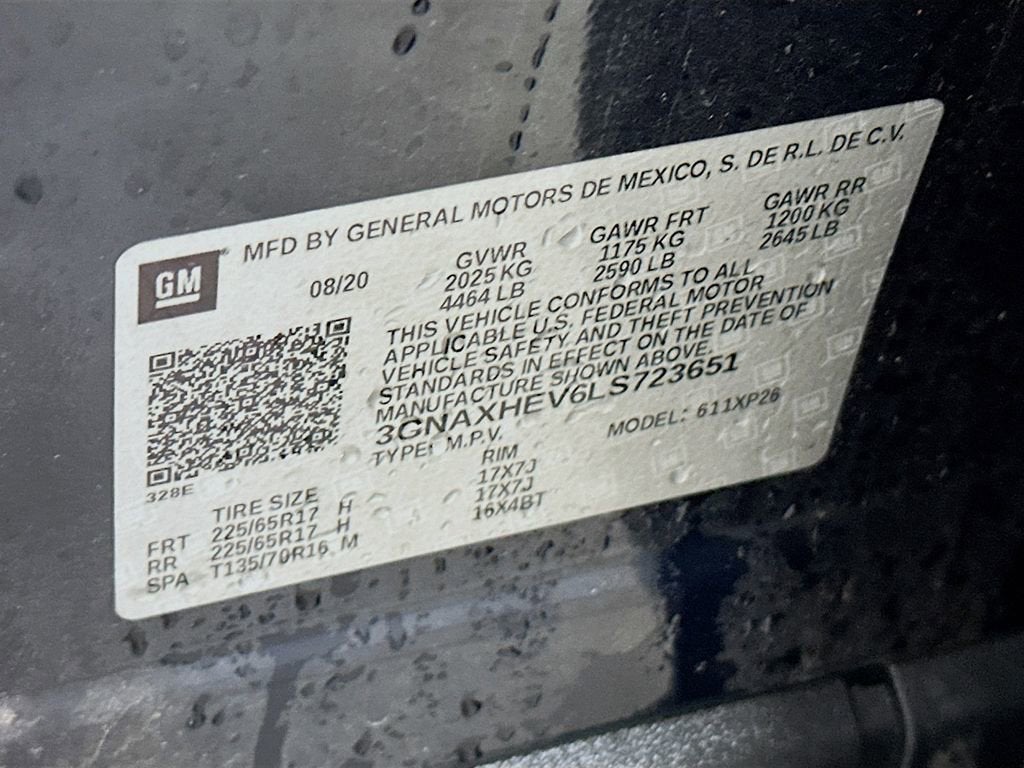 GM
MFD BY GENERAL MOTORS DE MEXICO, S. DE R.L. DE C.V.
08/20
GVWR
2025 KG
4464 LB
GAWR FRT
1175 KG
2590 LB
GAWR RR
1200 KG
2645 LB
THIS VEHICLE CONFORMS TO ALL
APPLICABLE U.S. FEDERAL MOTOR
VEHICLE SAFETY AND THEFT PREVENTION
STANDARDS IN EFFECT ON THE DATE OF
MANUFACTURE SHOWN ABOVE.
3GNAXHEV6LS723651
TYPE: M.P.V.
MODEL: 611XP26
328E
TIRE SIZE RIM
FRT 225/65R17 H 17X7J
RR 225/65R17 H 17X7J
SPA T135/70R16 M 16X4BT